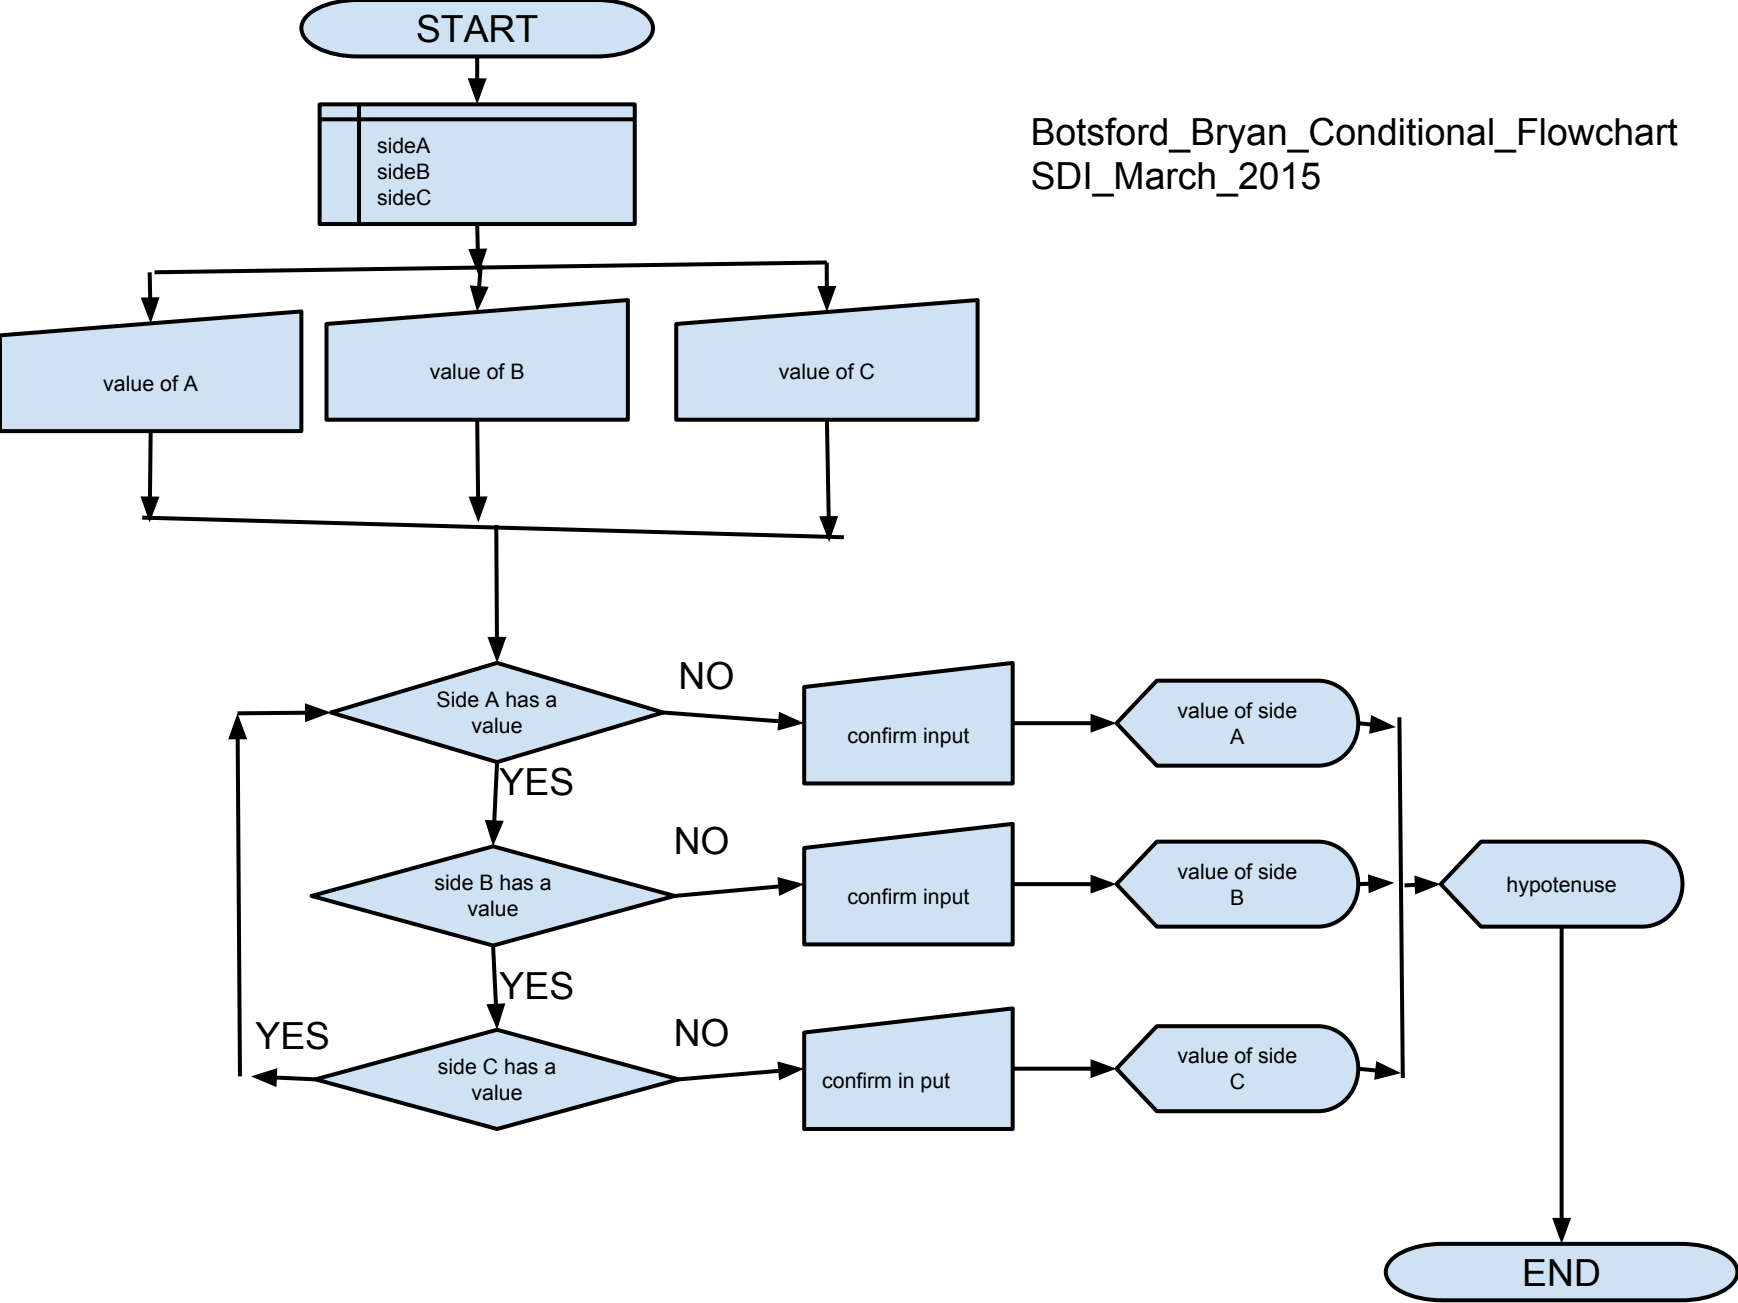 START
sideA
sideB
sideC
Botsford_Bryan_Conditional_Flowchart
SDI_March_2015
value of A
value of B
value of C
Side A has a
value
NO
confirm input
value of side
A
YES
side B has a
value
NO
confirm input
value of side
B
hypotenuse
YES
side C has a
value
YES
NO
confirm in put
value of side
C
END